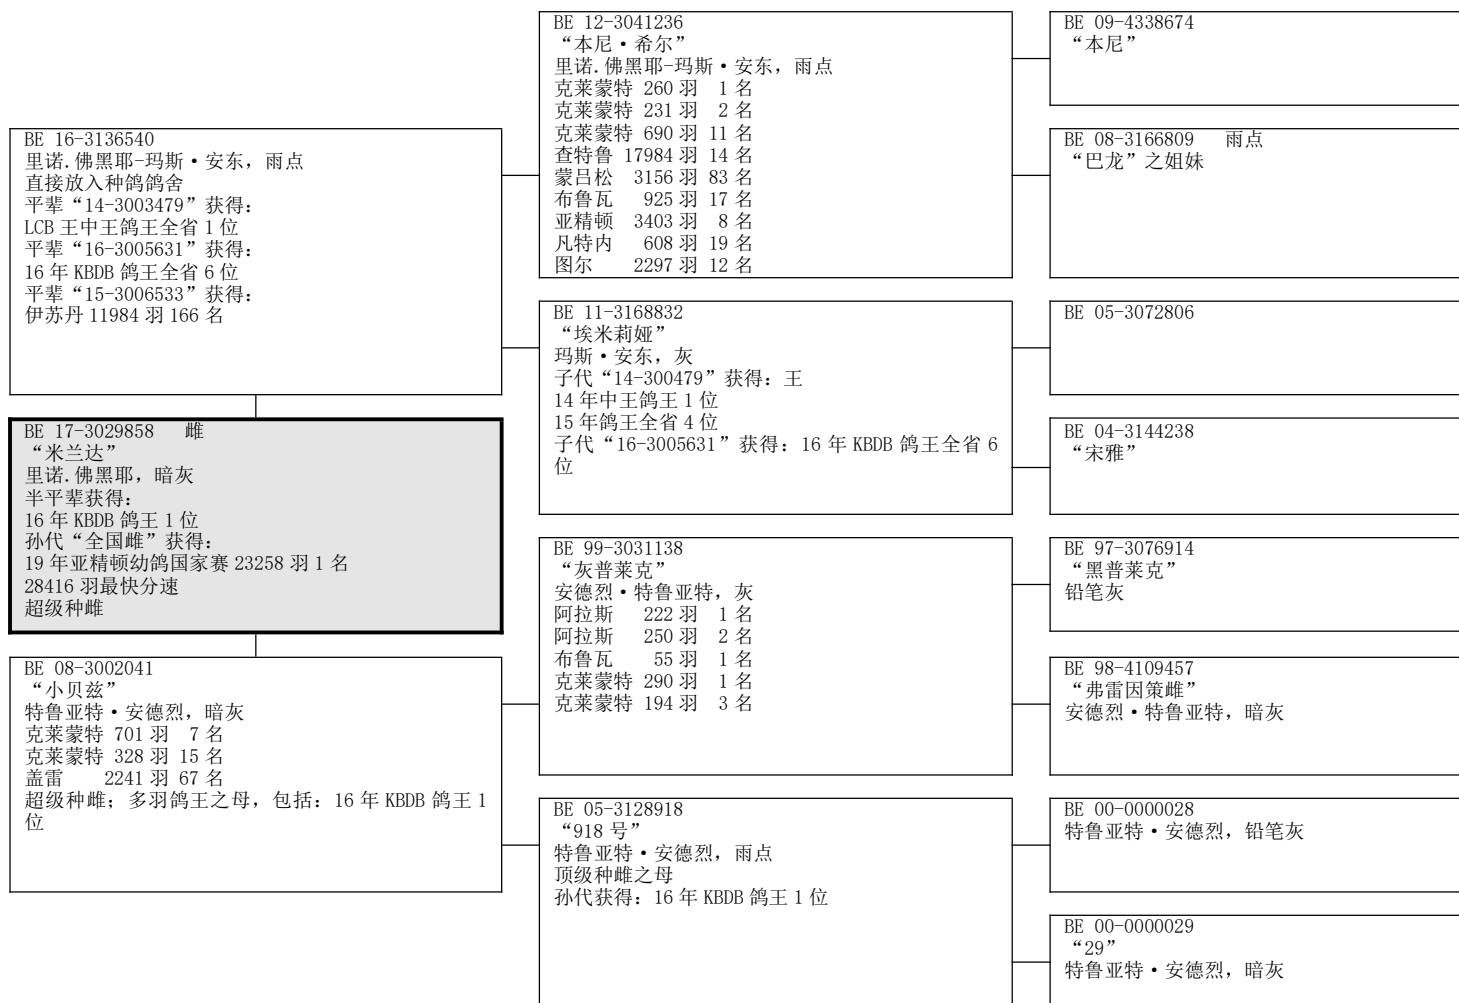 BE 16-3136540
里诺.佛黑耶-玛斯·安东，雨点
直接放入种鸽鸽舍
平辈“14-3003479”获得：
LCB 王中王鸽王全省 1 位
平辈“16-3005631”获得：
16 年 KBDB 鸽王全省 6 位
平辈“15-3006533”获得：
伊苏丹 11984 羽 166 名
BE 17-3029858 雌
“米兰达”
里诺.佛黑耶，暗灰
半平辈获得：
16 年 KBDB 鸽王 1 位
孙代“全国雌”获得：
19 年亚精顿幼鸽国家赛 23258 羽 1 名
28416 羽最快分速
超级种雌
BE 08-3002041
“小贝兹”
特鲁亚特·安德烈，暗灰
克莱蒙特 701 羽 7 名
克莱蒙特 328 羽 15 名
盖雷 2241 羽 67 名
超级种雌；多羽鸽王之母，包括：16 年 KBDB 鸽王 1
位
BE 12-3041236
“本尼·希尔”
里诺.佛黑耶-玛斯·安东，雨点
克莱蒙特 260 羽 1 名
克莱蒙特 231 羽 2 名
克莱蒙特 690 羽 11 名
查特鲁 17984 羽 14 名
蒙吕松 3156 羽 83 名
布鲁瓦 925 羽 17 名
亚精顿 3403 羽 8 名
凡特内 608 羽 19 名
图尔 2297 羽 12 名
BE 11-3168832
“埃米莉娅”
玛斯·安东，灰
子代“14-300479”获得：王
14 年中王鸽王 1 位
15 年鸽王全省 4 位
子代“16-3005631”获得：16 年 KBDB 鸽王全省 6
位
BE 99-3031138
“灰普莱克”
安德烈·特鲁亚特，灰
阿拉斯 222 羽 1 名
阿拉斯 250 羽 2 名
布鲁瓦 55 羽 1 名
克莱蒙特 290 羽 1 名
克莱蒙特 194 羽 3 名
BE 05-3128918
“918 号”
特鲁亚特·安德烈，雨点
顶级种雌之母
孙代获得：16 年 KBDB 鸽王 1 位
BE 09-4338674
“本尼”
BE 08-3166809 雨点
“巴龙”之姐妹
BE 05-3072806
BE 04-3144238
“宋雅”
BE 97-3076914
“黑普莱克”
铅笔灰
BE 98-4109457
“弗雷因策雌”
安德烈·特鲁亚特，暗灰
BE 00-0000028
特鲁亚特·安德烈，铅笔灰
BE 00-0000029
“29”
特鲁亚特·安德烈，暗灰